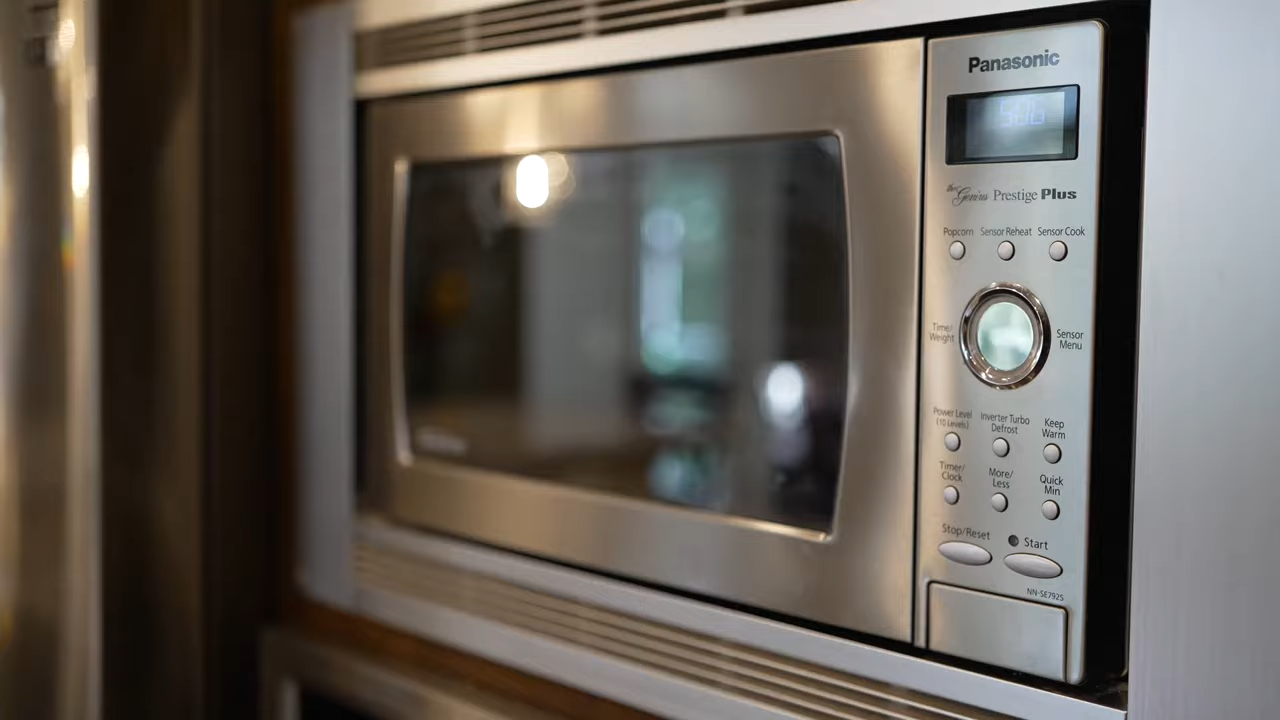 Panasonic
the Genius Prestige Plus
Popcorn Sensor Reheat Sensor Cook
Time/
Weight
Sensor
Menu
Power Level
(10 Levels)
Inverter Turbo
Defrost
Keep
Warm
Timer/
Clock
More/
Less
Quick
Min
Stop/Reset
Start
NN-SE792S